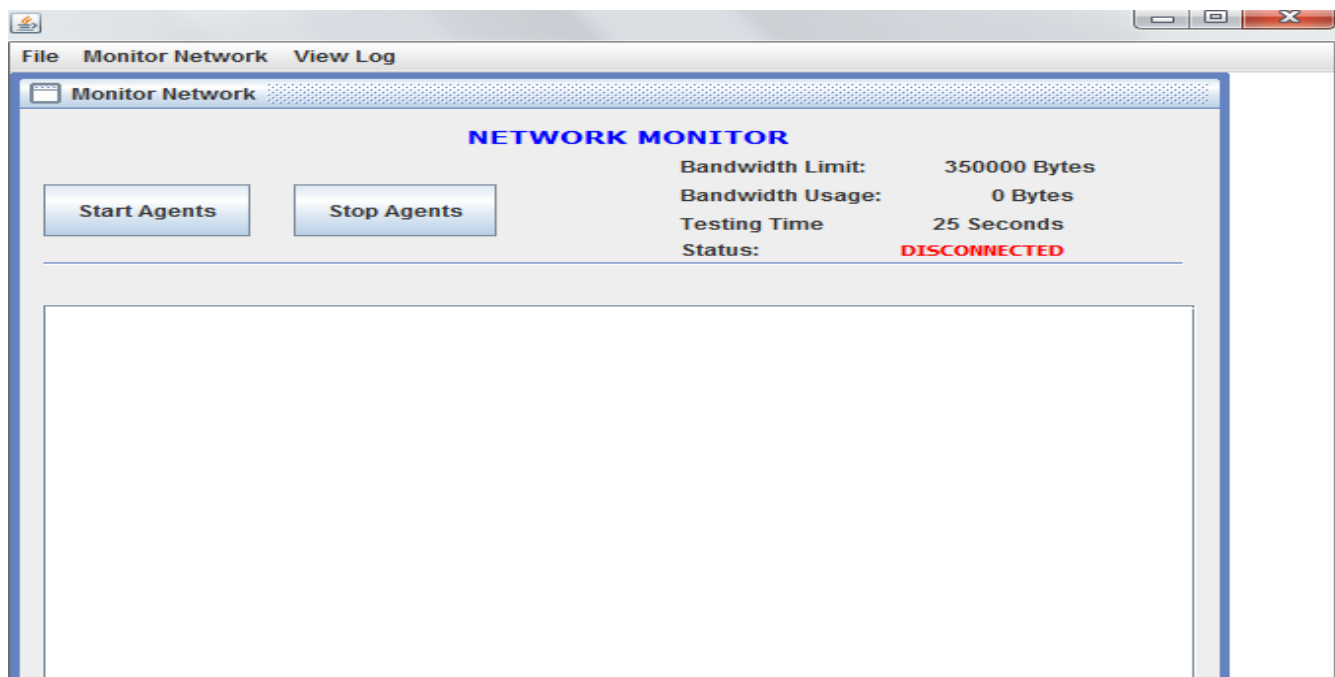 File Monitor Network View Log
Monitor Network
NETWORK MONITOR
Bandwidth Limit: 350000 Bytes
Start Agents Stop Agents
Bandwidth Usage: 0 Bytes
Testing Time 25 Seconds
Status: DISCONNECTED